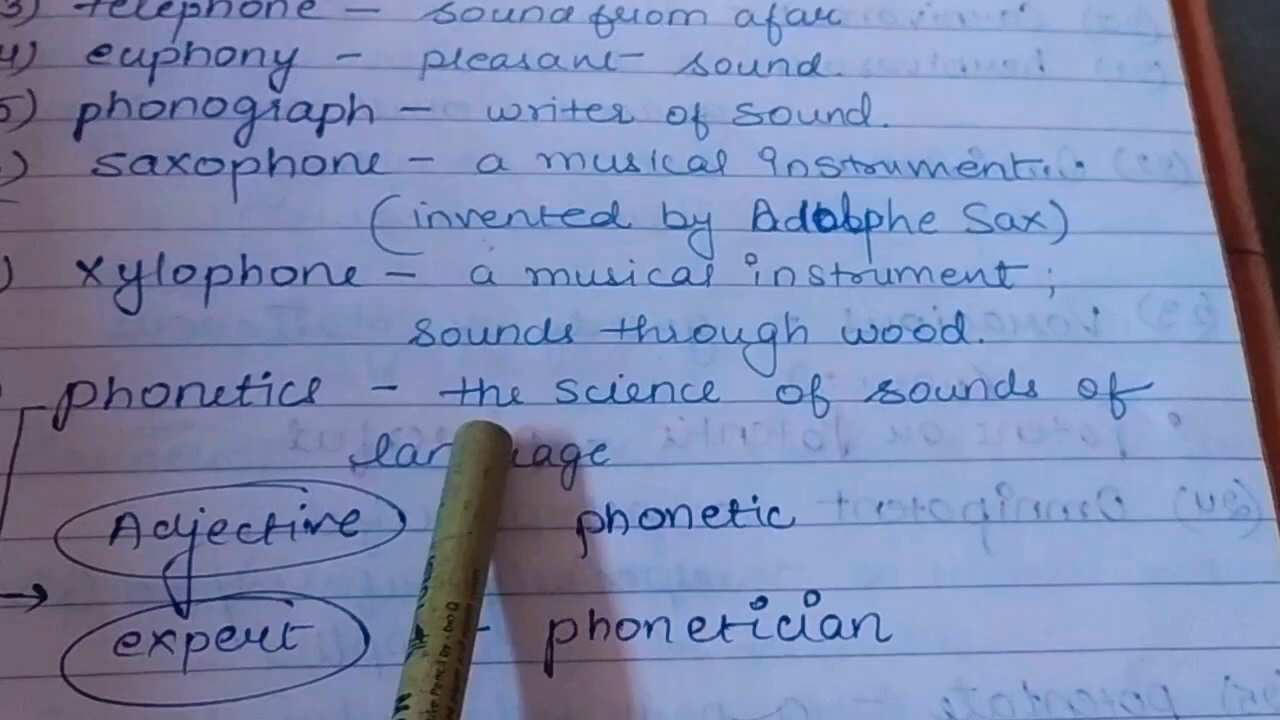 3) telephone - sound from afar
4) euphony - pleasant sound.
5) phonograph - writer of sound.
) saxophone - a musical instrument.
(invented by Adolphe Sax)
) xylophone - a musical instrument;
sounds through wood.
phonetics - the science of sounds of
Adjective phonetic
→ expert - phonetician